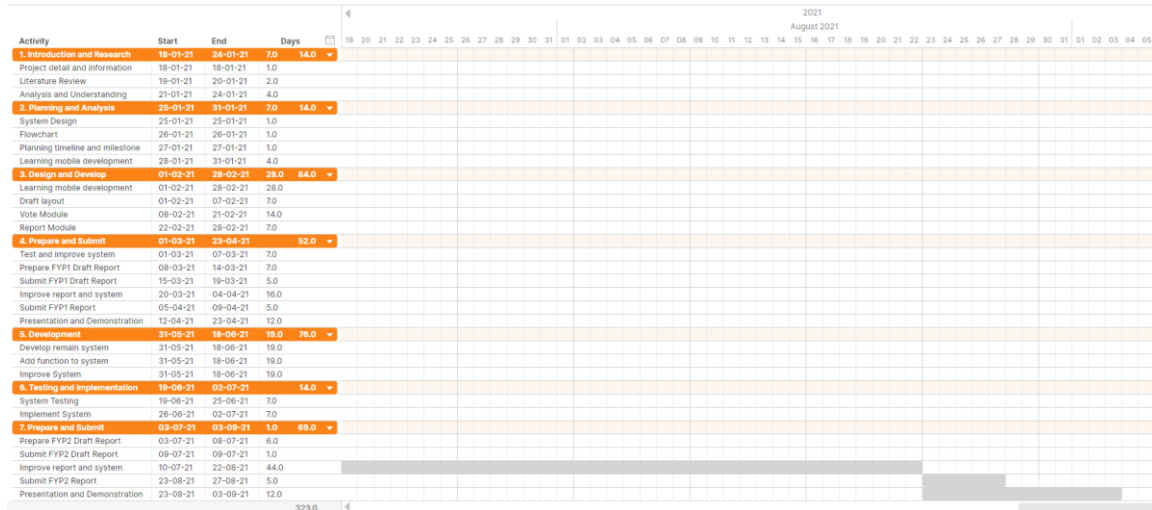 2021
August 2021
Activity Start End Days 19 20 21 22 23 24 25 26 27 28 29 30 31 01 02 03 04 05 06 07 08 09 10 11 12 13 14 15 16 17 18 19 20 21 22 23 24 25 26 27 28 29 30 31 01 02 03 04 05
1. Introduction and Research 18-01-21 24-01-21 7.0 14.0
Project detail and information 18-01-21 18-01-21 1.0
Literature Review 19-01-21 20-01-21 2.0
Analysis and Understanding 21-01-21 24-01-21 4.0
2. Planning and Analysis 25-01-21 31-01-21 7.0 14.0
System Design 25-01-21 25-01-21 1.0
Flowchart 26-01-21 26-01-21 1.0
Planning timeline and milestone 27-01-21 27-01-21 1.0
Learning mobile development 28-01-21 31-01-21 4.0
3. Design and Develop 01-02-21 28-02-21 28.0 84.0
Learning mobile development 01-02-21 28-02-21 28.0
Draft layout 01-02-21 07-02-21 7.0
Vote Module 08-02-21 21-02-21 14.0
Report Module 22-02-21 28-02-21 7.0
4. Prepare and Submit 01-03-21 23-04-21 52.0
Test and improve system 01-03-21 07-03-21 7.0
Prepare FYP1 Draft Report 08-03-21 14-03-21 7.0
Submit FYP1 Draft Report 15-03-21 19-03-21 5.0
Improve report and system 20-03-21 04-04-21 16.0
Submit FYP1 Report 05-04-21 09-04-21 5.0
Presentation and Demonstration 12-04-21 23-04-21 12.0
5. Development 31-05-21 18-06-21 19.0 76.0
Develop remain system 31-05-21 18-06-21 19.0
Add function to system 31-05-21 18-06-21 19.0
Improve System 31-05-21 18-06-21 19.0
6. Testing and Implementation 19-06-21 02-07-21 14.0
System Testing 19-06-21 25-06-21 7.0
Implement System 26-06-21 02-07-21 7.0
7. Prepare and Submit 03-07-21 03-09-21 1.0 69.0
Prepare FYP2 Draft Report 03-07-21 08-07-21 6.0
Submit FYP2 Draft Report 09-07-21 09-07-21 1.0
Improve report and system 10-07-21 22-08-21 44.0
Submit FYP2 Report 23-08-21 27-08-21 5.0
Presentation and Demonstration 23-08-21 03-09-21 12.0
323.0